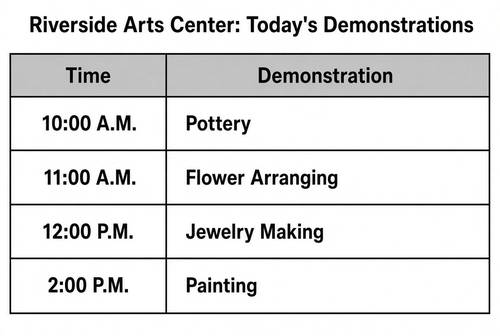 Riverside Arts Center: Today's Demonstrations
Time Demonstration
10:00 A.M. Pottery
11:00 A.M. Flower Arranging
12:00 P.M. Jewelry Making
2:00 P.M. Painting